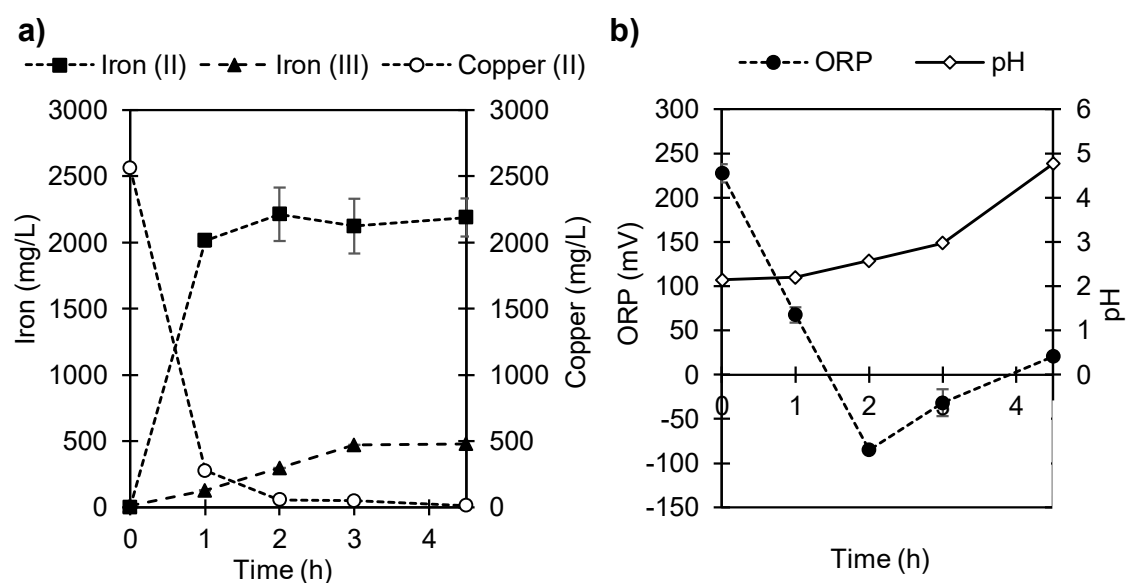 a)
Iron (II) Iron (III) Copper (II)
3000 3000
2500 2500
2000 2000
1500 1500
1000 1000
500 500
0 0
0 1 2 3 4
Iron (mg/L)
Copper (mg/L)
Time (h)
b)
ORP pH
300 6
250 5
200 4
150 3
100 2
50 1
0 0
-50
-100
-150
0 1 2 3 4
ORP (mV)
pH
Time (h)